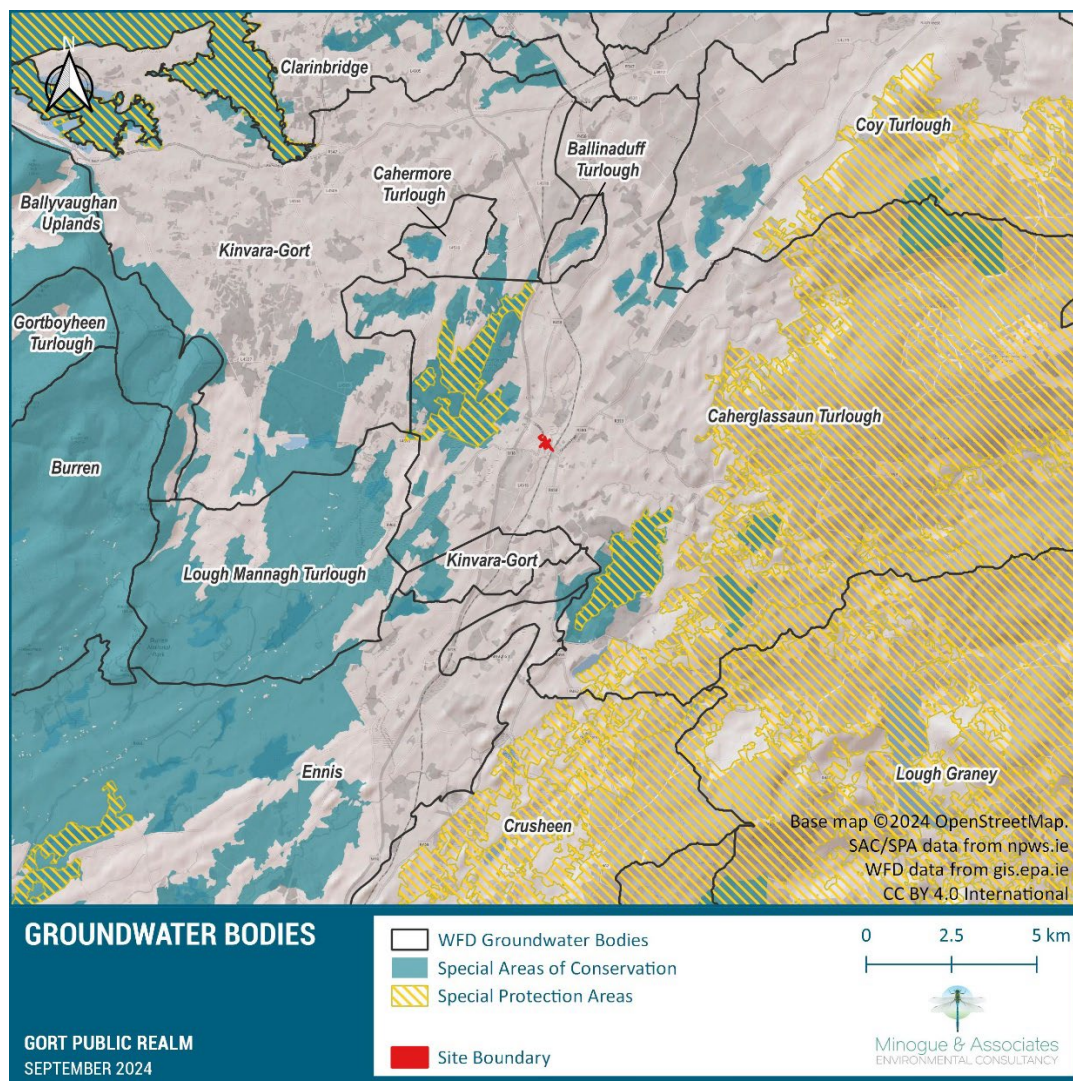 N
Clarinbridge
Coy Turlough
Ballinaduff
Turlough
Cahermore
Turlough
Ballyvaughan
Uplands
Kinvara-Gort
Gortboyheen
Turlough
Caherglassaun Turlough
Burren
Kinvara-Gort
Lough Mannagh Turlough
Ennis
Lough Graney
Crusheen
Base map ©2024 OpenStreetMap.
SAC/SPA data from npws.ie
WFD data from gis.epa.ie
CC BY 4.0 International
GROUNDWATER BODIES
WFD Groundwater Bodies
Special Areas of Conservation
Special Protection Areas
Site Boundary
0 2.5 5 km
Minogue & Associates
ENVIRONMENTAL CONSULTANCY
GORT PUBLIC REALM
SEPTEMBER 2024